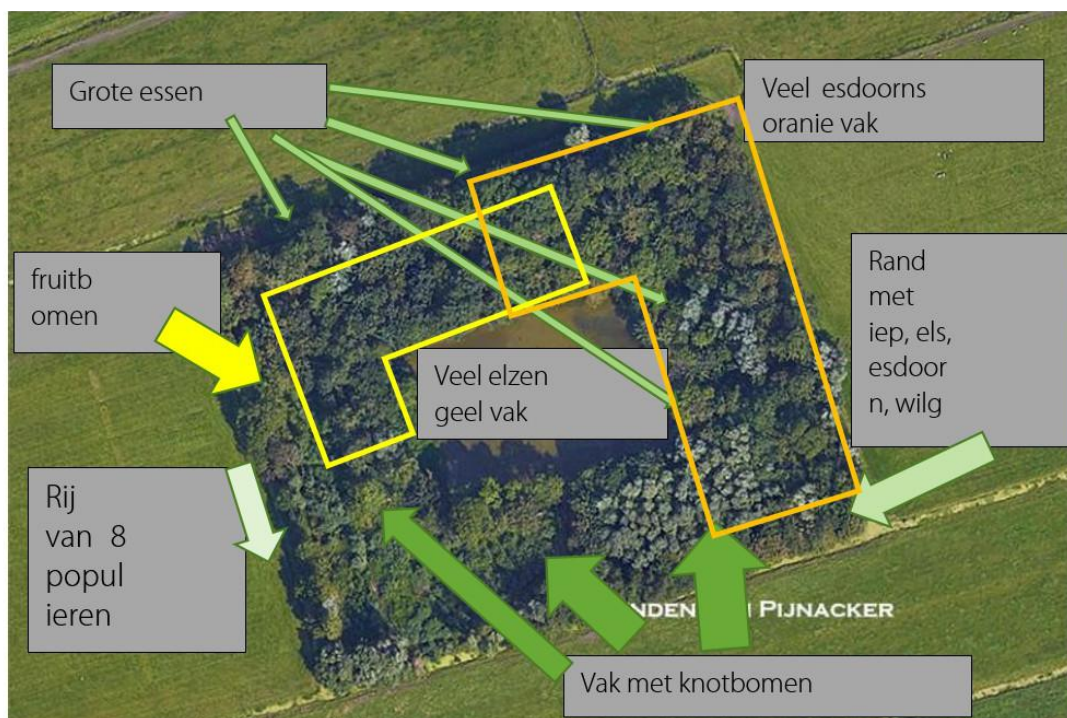 Grote essen
Veel esdoorns
oranie vak
fruitb
omen
Rand
met
iep, els,
esdoor
n, wilg
Veel elzen
geel vak
Rij
van 8
popul
ieren
NDEN
PIJNACKER
Vak met knotbomen